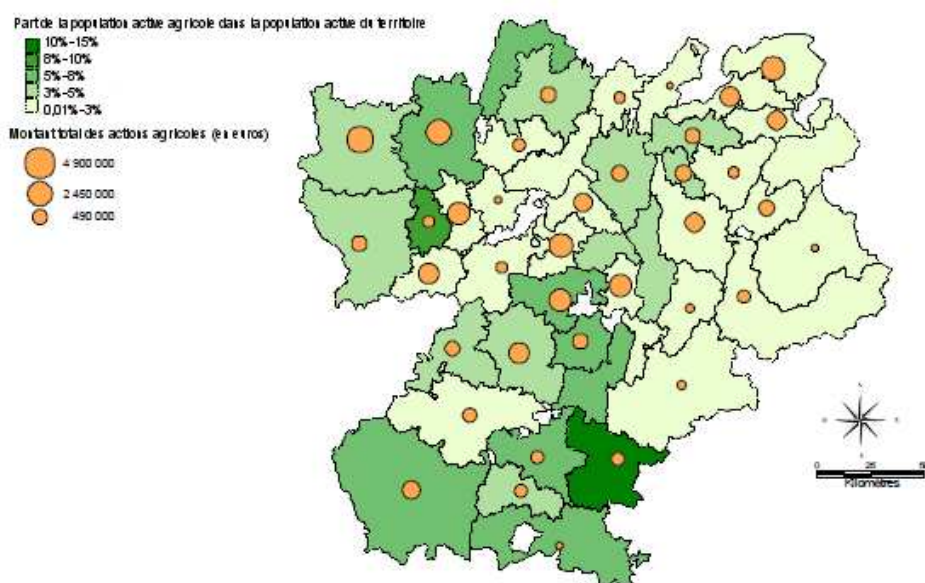 Part de la population active agricole dans la population active du territoire
10%-15%
8%-10%
5%-8%
3%-5%
0,01%-3%
Montant total des actions agricoles (en euros)
4 900 000
2 450 000
490 000
0 25
Kilomètres